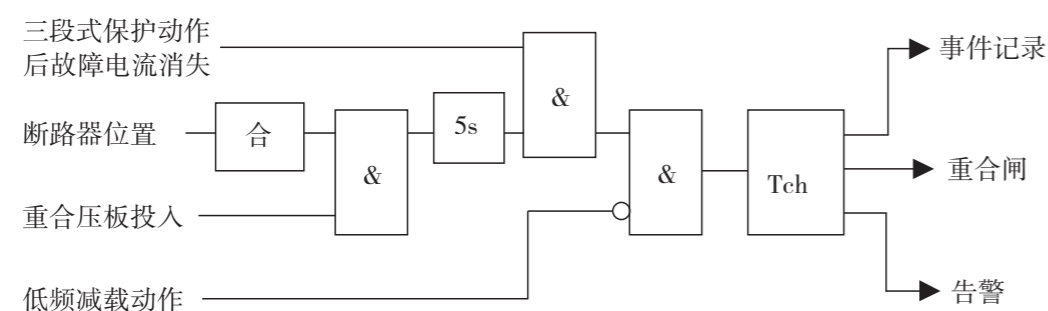 三段式保护动作
后故障电流消失
断路器位置
合
&
5s
&
重合压板投入
低频减载动作
&
Tch
事件记录
重合闸
告警